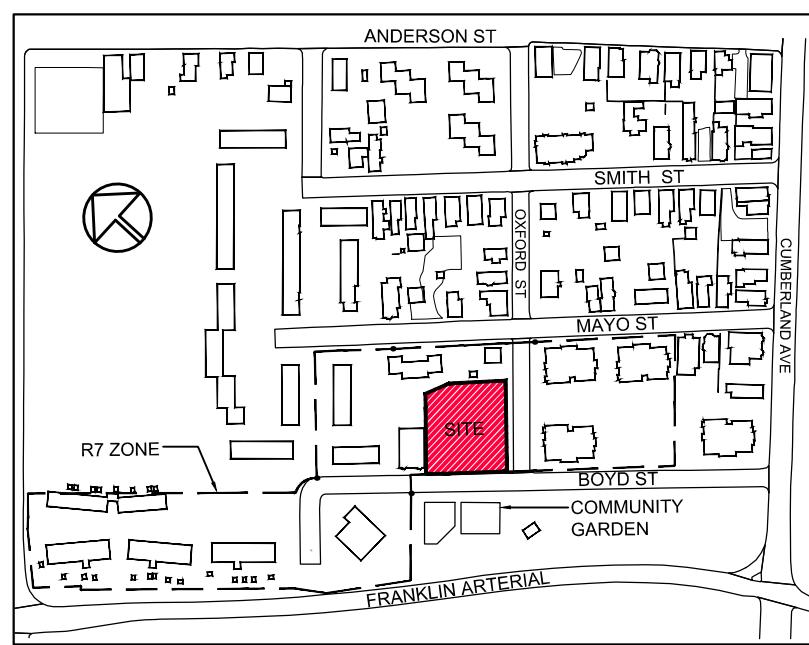 ANDERSON ST
SMITH ST
OXFORD ST
CUMBERLAND AVE
MAYO ST
SITE
R7 ZONE
BOYD ST
COMMUNITY
GARDEN
FRANKLIN ARTERIAL